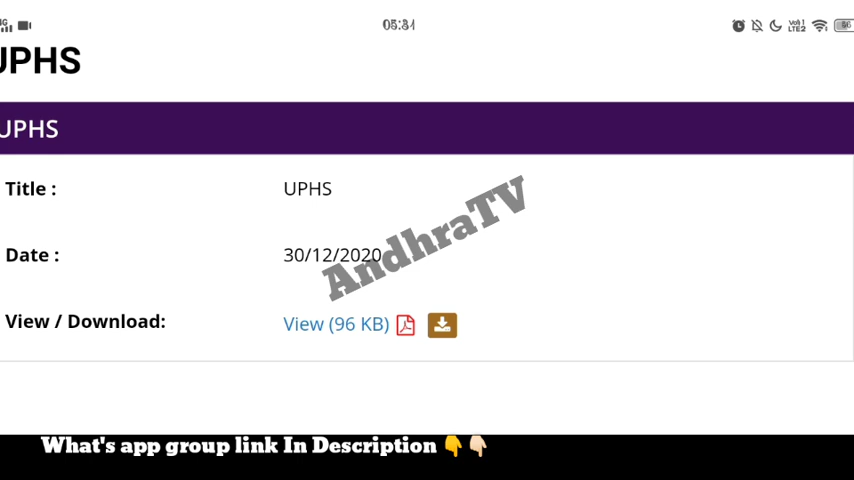 05:34
UPHS
UPHS
Title : UPHS
Date : 30/12/2020
AndhraTV
View / Download: View (96 KB)
What's app group link In Description 👇👇🏻